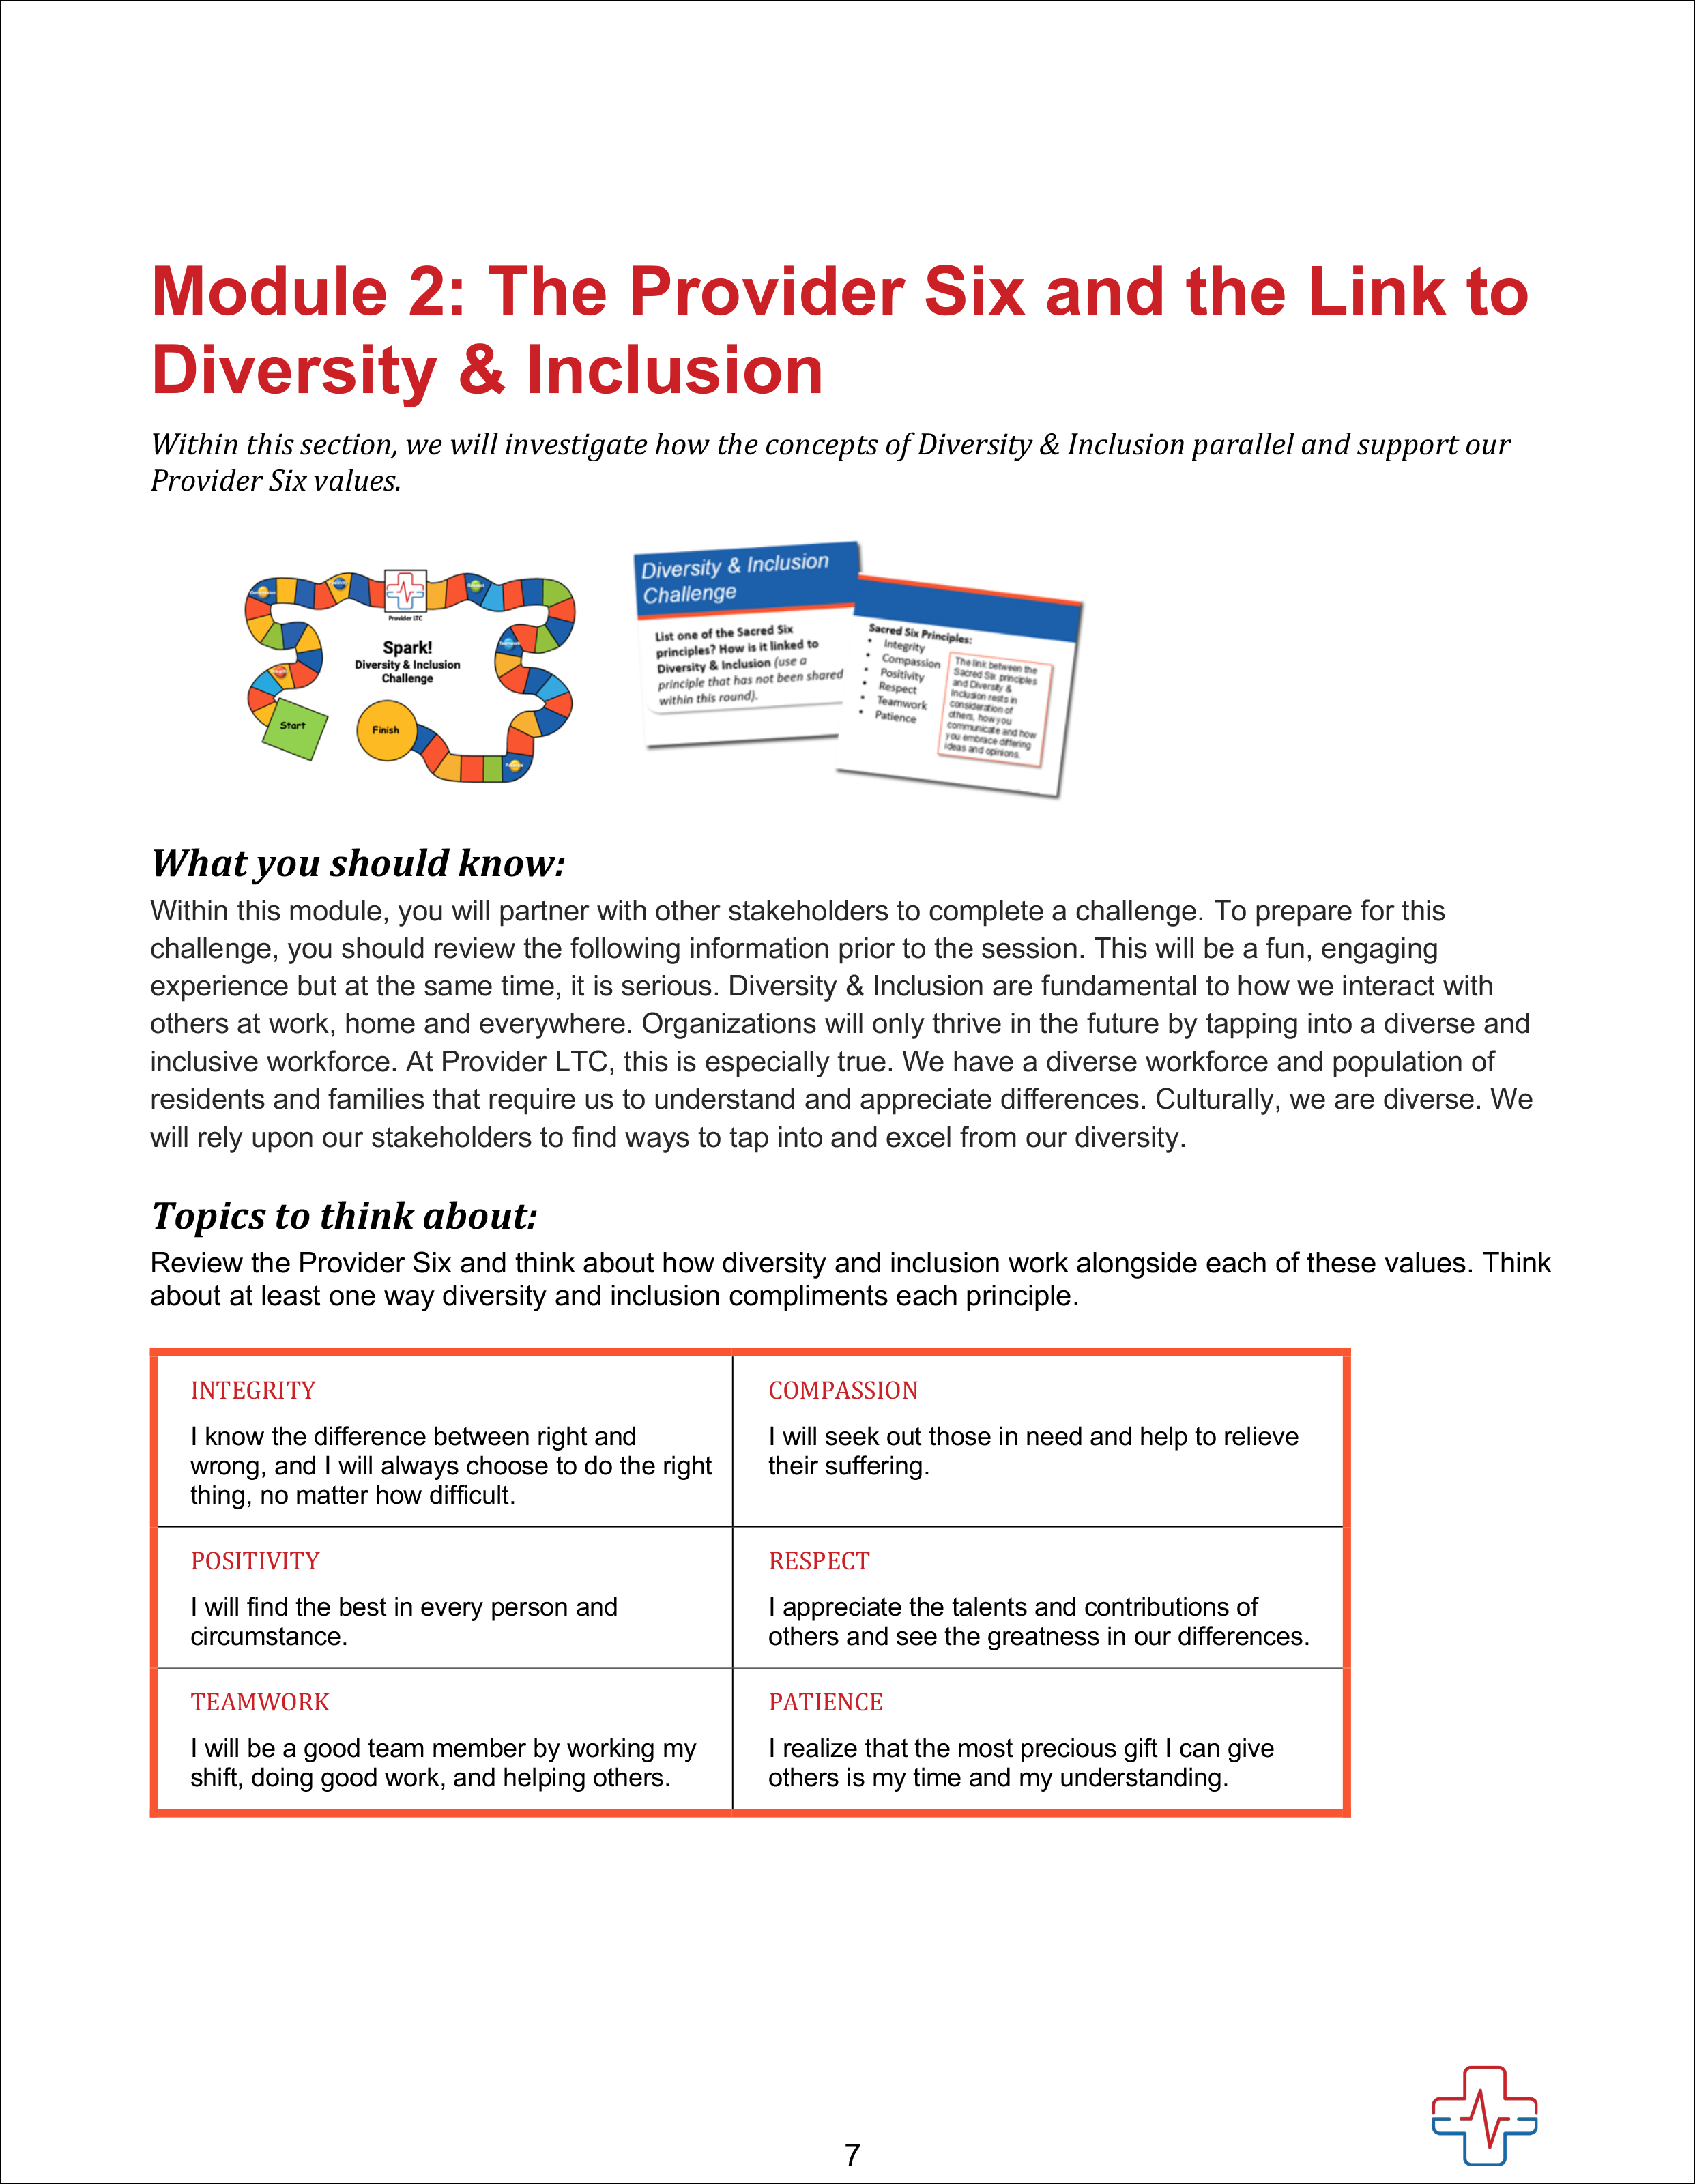 Module 2: The Provider Six and the Link to
Diversity & Inclusion
Within this section, we will investigate how the concepts of Diversity & Inclusion parallel and support our
Provider Six values.
Provider LTC
Spark!
Diversity & Inclusion
Challenge
Start
Finish
Diversity & Inclusion
Challenge
List one of the Sacred Six
principles? How is it linked to
Diversity & Inclusion (use a
principle that has not been shared
within this round).
Sacred Six Principles:
• Integrity
• Compassion
• Positivity
• Respect
• Teamwork
• Patience
The link between the
Sacred Six principles
and Diversity &
Inclusion rests in
consideration of
others, how you
communicate and how
you embrace differing
ideas and opinions.
What you should know:
Within this module, you will partner with other stakeholders to complete a challenge. To prepare for this
challenge, you should review the following information prior to the session. This will be a fun, engaging
experience but at the same time, it is serious. Diversity & Inclusion are fundamental to how we interact with
others at work, home and everywhere. Organizations will only thrive in the future by tapping into a diverse and
inclusive workforce. At Provider LTC, this is especially true. We have a diverse workforce and population of
residents and families that require us to understand and appreciate differences. Culturally, we are diverse. We
will rely upon our stakeholders to find ways to tap into and excel from our diversity.
Topics to think about:
Review the Provider Six and think about how diversity and inclusion work alongside each of these values. Think
about at least one way diversity and inclusion compliments each principle.
INTEGRITY
I know the difference between right and
wrong, and I will always choose to do the right
thing, no matter how difficult.
COMPASSION
I will seek out those in need and help to relieve
their suffering.
POSITIVITY
I will find the best in every person and
circumstance.
RESPECT
I appreciate the talents and contributions of
others and see the greatness in our differences.
TEAMWORK
I will be a good team member by working my
shift, doing good work, and helping others.
PATIENCE
I realize that the most precious gift I can give
others is my time and my understanding.
7